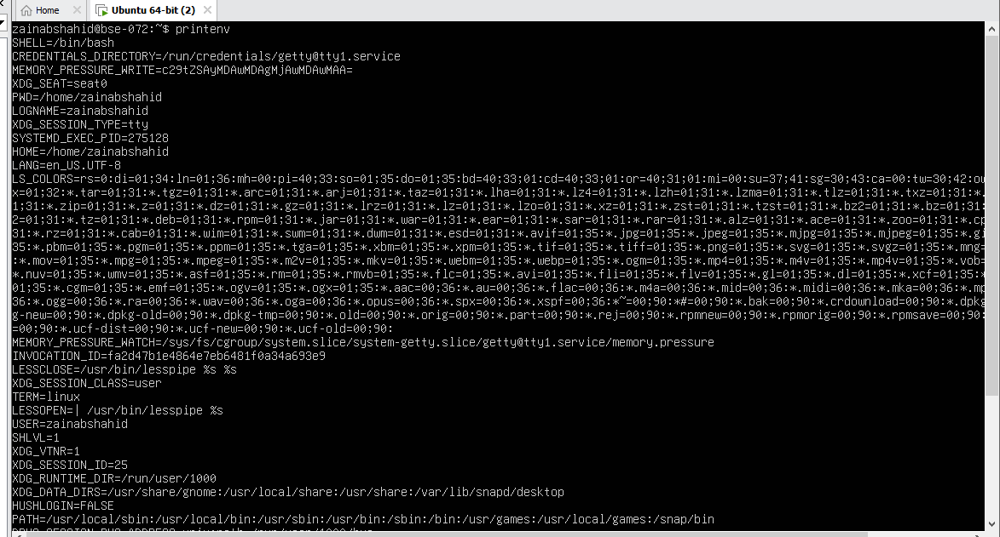 Home
Ubuntu 64-bit (2)
zainabshahid@bse-072:~$ printenv
SHELL=/bin/bash
CREDENTIALS_DIRECTORY=/run/credentials/getty@tty1.service
MEMORY_PRESSURE_WRITE=c29tZSAyMDAwMDAgMjAwMDAwMAA=
XDG_SEAT=seat0
PWD=/home/zainabshahid
LOGNAME=zainabshahid
XDG_SESSION_TYPE=tty
SYSTEMD_EXEC_PID=275128
HOME=/home/zainabshahid
LANG=en_US.UTF-8
LS_COLORS=rs=0:di=01;34:ln=01;36:mh=00:pi=40;33:so=01;35:do=01;35:bd=40;33;01:cd=40;33;01:or=40;31;01:mi=00:su=37;41:sg=30;43:ca=00:tw=30;42:ow
x=01;32:*.tar=01;31:*.tgz=01;31:*.arc=01;31:*.arj=01;31:*.taz=01;31:*.lha=01;31:*.lz4=01;31:*.lzh=01;31:*.lzma=01;31:*.tlz=01;31:*.txz=01;31:*.
1;31:*.zip=01;31:*.z=01;31:*.dz=01;31:*.gz=01;31:*.lrz=01;31:*.lz=01;31:*.lzo=01;31:*.xz=01;31:*.zst=01;31:*.tzst=01;31:*.bz2=01;31:*.bz=01;31:
2=01;31:*.tz=01;31:*.deb=01;31:*.rpm=01;31:*.jar=01;31:*.war=01;31:*.ear=01;31:*.sar=01;31:*.rar=01;31:*.alz=01;31:*.ace=01;31:*.zoo=01;31:*.cp
31:*.rz=01;31:*.cab=01;31:*.wim=01;31:*.swm=01;31:*.dwm=01;31:*.esd=01;31:*.avif=01;35:*.jpg=01;35:*.jpeg=01;35:*.mjpg=01;35:*.mjpeg=01;35:*.gi
35:*.pbm=01;35:*.pgm=01;35:*.ppm=01;35:*.tga=01;35:*.xbm=01;35:*.xpm=01;35:*.tif=01;35:*.tiff=01;35:*.png=01;35:*.svg=01;35:*.svgz=01;35:*.mng=
:*.mov=01;35:*.mpg=01;35:*.mpeg=01;35:*.m2v=01;35:*.mkv=01;35:*.webm=01;35:*.webp=01;35:*.ogm=01;35:*.mp4=01;35:*.m4v=01;35:*.mp4v=01;35:*.vob=
*.nuv=01;35:*.wmv=01;35:*.asf=01;35:*.rm=01;35:*.rmvb=01;35:*.flc=01;35:*.avi=01;35:*.fli=01;35:*.flv=01;35:*.gl=01;35:*.dl=01;35:*.xcf=01;35:*
01;35:*.cgm=01;35:*.emf=01;35:*.ogv=01;35:*.ogx=01;35:*.aac=00;36:*.au=00;36:*.flac=00;36:*.m4a=00;36:*.mid=00;36:*.midi=00;36:*.mka=00;36:*.mp
36:*.ogg=00;36:*.ra=00;36:*.wav=00;36:*.oga=00;36:*.opus=00;36:*.spx=00;36:*.xspf=00;36:*~=00;90:*#=00;90:*.bak=00;90:*.crdownload=00;90:*.dpkg
g-new=00;90:*.dpkg-old=00;90:*.dpkg-tmp=00;90:*.old=00;90:*.orig=00;90:*.part=00;90:*.rej=00;90:*.rpmnew=00;90:*.rpmorig=00;90:*.rpmsave=00;90:
=00;90:*.ucf-dist=00;90:*.ucf-new=00;90:*.ucf-old=00;90:
MEMORY_PRESSURE_WATCH=/sys/fs/cgroup/system.slice/system-getty.slice/getty@tty1.service/memory.pressure
INVOCATION_ID=fa2d47b1e4864e7eb6481f0a34a693e9
LESSCLOSE=/usr/bin/lesspipe %s %s
XDG_SESSION_CLASS=user
TERM=linux
LESSOPEN=| /usr/bin/lesspipe %s
USER=zainabshahid
SHLVL=1
XDG_VTNR=1
XDG_SESSION_ID=25
XDG_RUNTIME_DIR=/run/user/1000
XDG_DATA_DIRS=/usr/share/gnome:/usr/local/share:/usr/share:/var/lib/snapd/desktop
HUSHLOGIN=FALSE
PATH=/usr/local/sbin:/usr/local/bin:/usr/sbin:/usr/bin:/sbin:/bin:/usr/games:/usr/local/games:/snap/bin